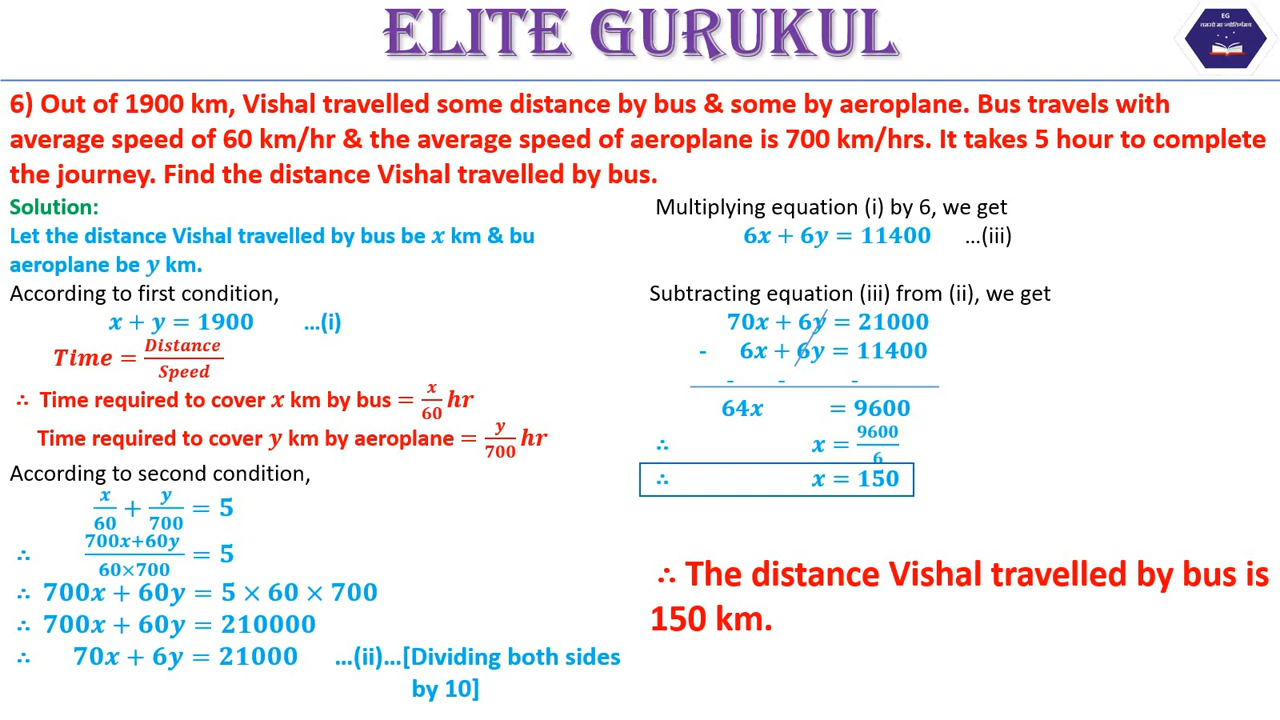 ELITE GURUKUL
EG
तमसो मा ज्योतिर्गमय
6) Out of 1900 km, Vishal travelled some distance by bus & some by aeroplane. Bus travels with
average speed of 60 km/hr & the average speed of aeroplane is 700 km/hrs. It takes 5 hour to complete
the journey. Find the distance Vishal travelled by bus.
Solution:
Let the distance Vishal travelled by bus be x km & bu
aeroplane be y km.
According to first condition,
x + y = 1900 …(i)
Time = Distance/Speed
∴ Time required to cover x km by bus = x/60 hr
Time required to cover y km by aeroplane = y/700 hr
According to second condition,
x/60 + y/700 = 5
∴ 700x+60y/60×700 = 5
∴ 700x + 60y = 5 × 60 × 700
∴ 700x + 60y = 210000
∴ 70x + 6y = 21000 …(ii)…[Dividing both sides
by 10]
Multiplying equation (i) by 6, we get
6x + 6y = 11400 …(iii)
Subtracting equation (iii) from (ii), we get
70x + 6y = 21000
- 6x + 6y = 11400
- - -
64x = 9600
∴ x = 9600/6
∴ x = 150
∴ The distance Vishal travelled by bus is
150 km.